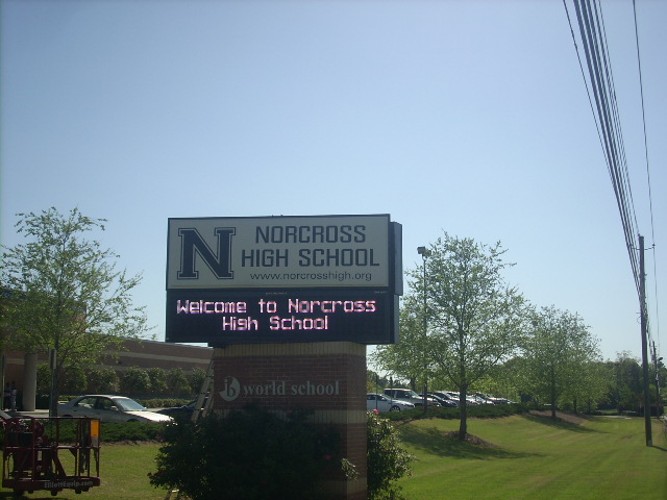 N
NORCROSS
HIGH SCHOOL
www.norcrosshigh.org
Welcome to Norcross
High School
world school